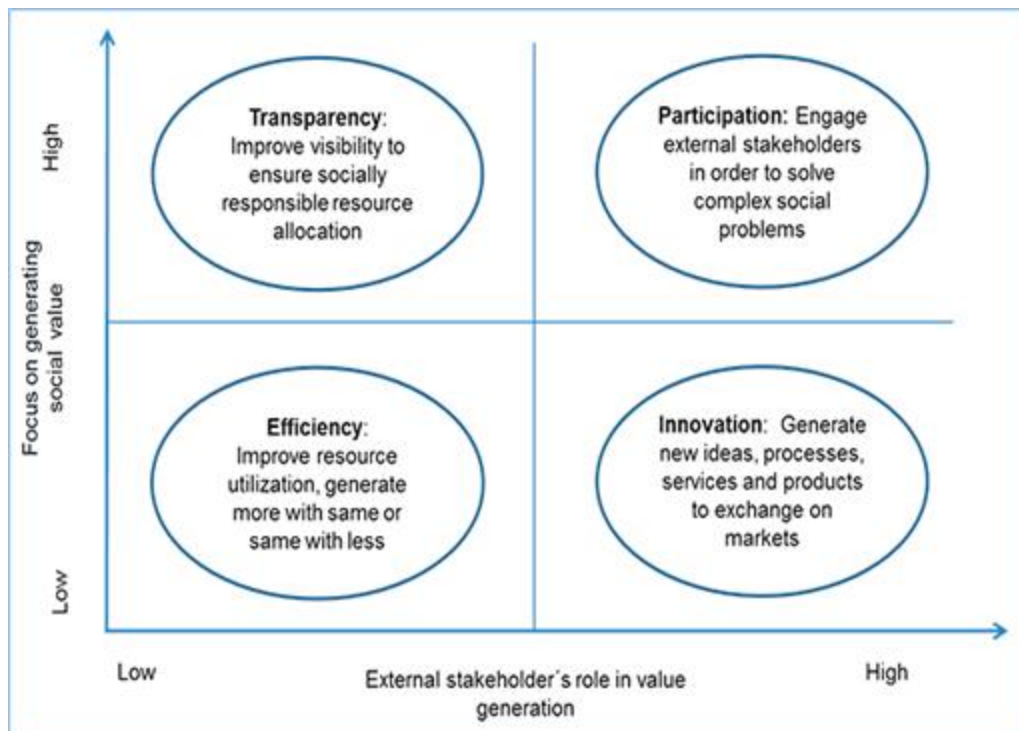 High
Focus on generating
social value
Low
Transparency:
Improve visibility to
ensure socially
responsible resource
allocation
Participation: Engage
external stakeholders
in order to solve
complex social
problems
Efficiency:
Improve resource
utilization, generate
more with same or
same with less
Innovation: Generate
new ideas, processes,
services and products
to exchange on
markets
Low
External stakeholder´s role in value
generation
High